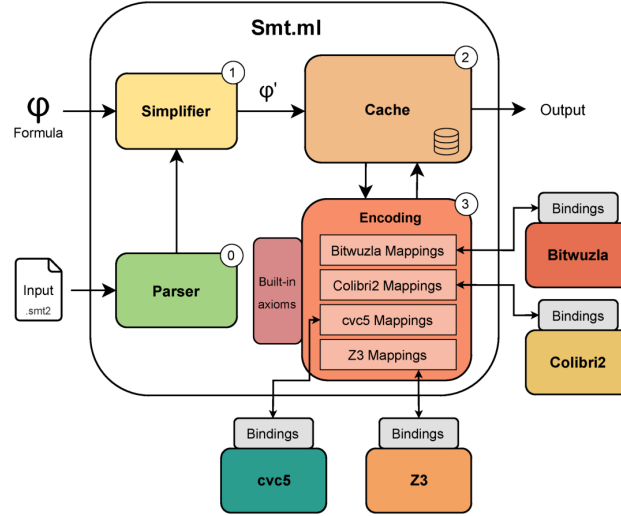 Smt.ml
φ
Formula
1
Simplifier
φ'
2
Cache
Output
3
Encoding
Bitwuzla Mappings
Colibri2 Mappings
cvc5 Mappings
Z3 Mappings
Built-in
axioms
0
Parser
Input
.smt2
Bindings
Bitwuzla
Bindings
Colibri2
Bindings
cvc5
Bindings
Z3